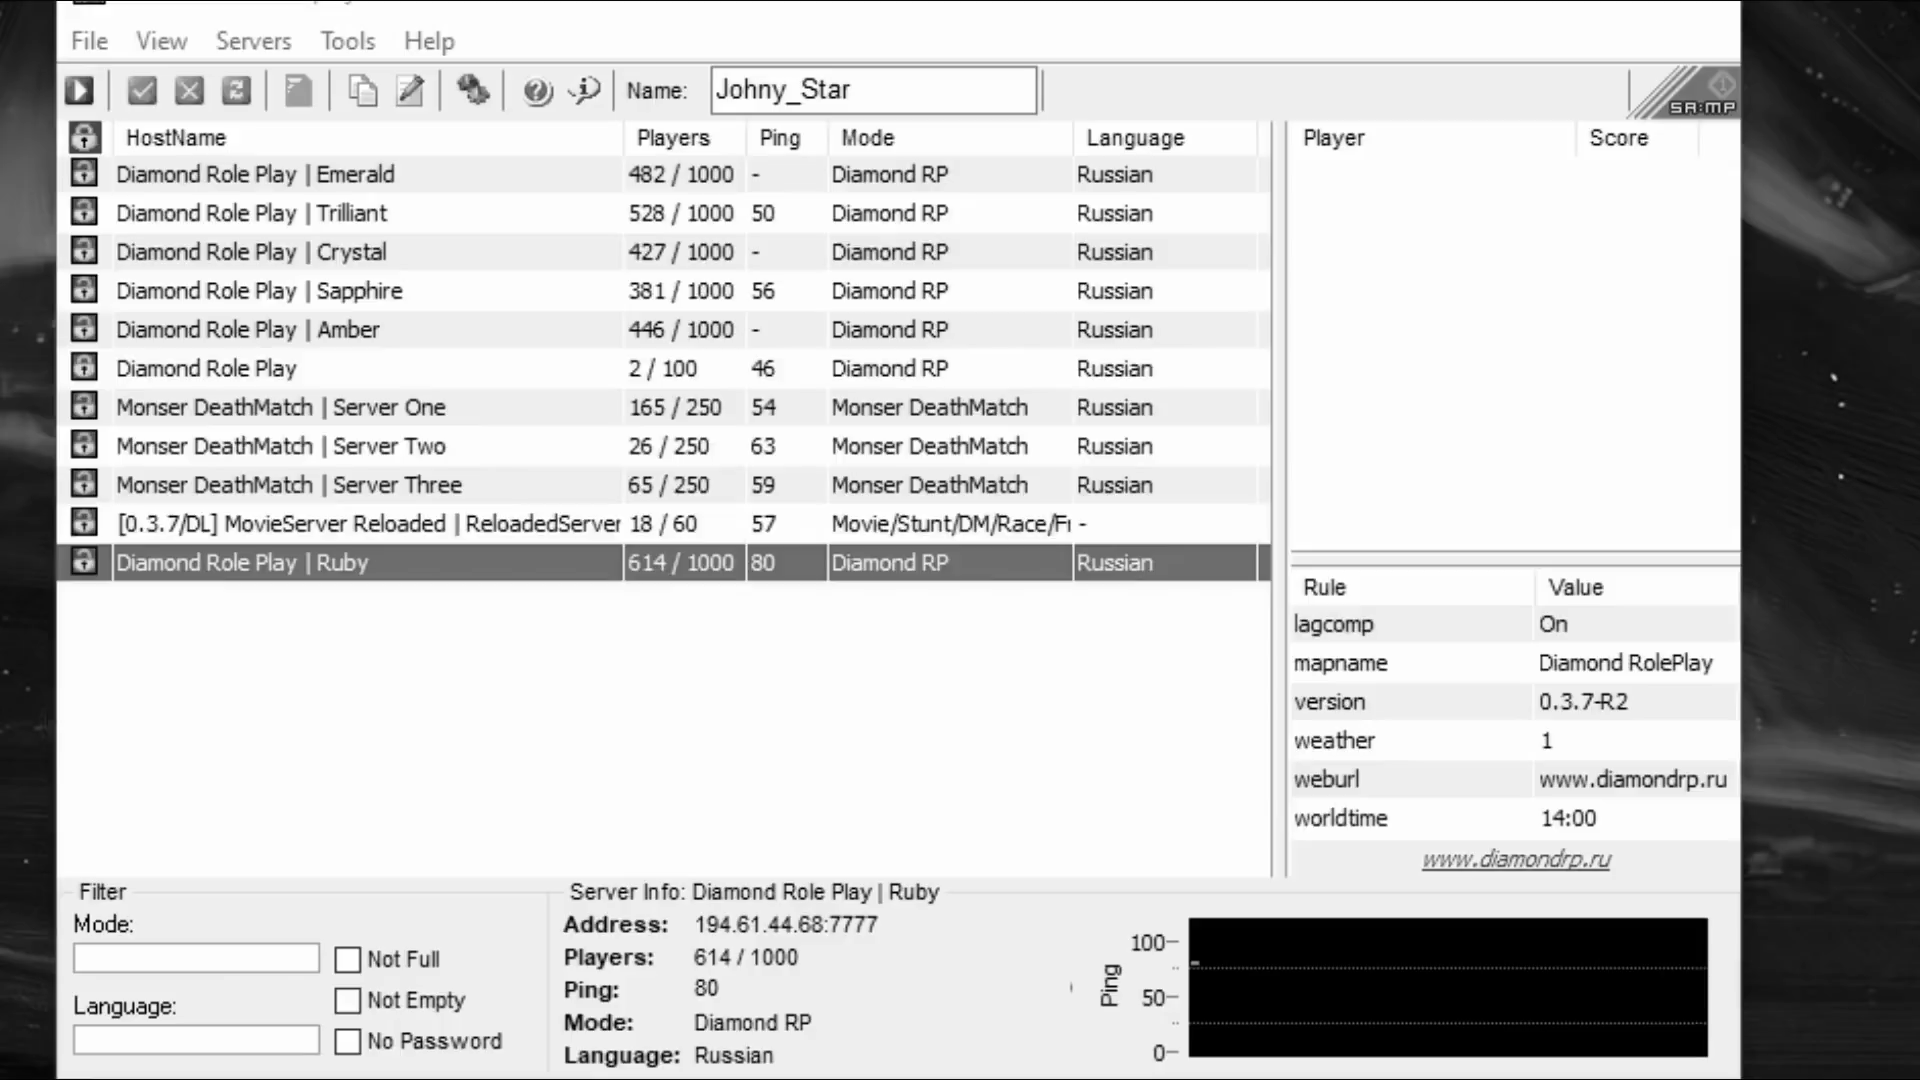 File View Servers Tools Help
Name: Johny_Star
SA:MP
HostName Players Ping Mode Language
Diamond Role Play | Emerald 482 / 1000 - Diamond RP Russian
Diamond Role Play | Trilliant 528 / 1000 50 Diamond RP Russian
Diamond Role Play | Crystal 427 / 1000 - Diamond RP Russian
Diamond Role Play | Sapphire 381 / 1000 56 Diamond RP Russian
Diamond Role Play | Amber 446 / 1000 - Diamond RP Russian
Diamond Role Play 2 / 100 46 Diamond RP Russian
Monser DeathMatch | Server One 165 / 250 54 Monser DeathMatch Russian
Monser DeathMatch | Server Two 26 / 250 63 Monser DeathMatch Russian
Monser DeathMatch | Server Three 65 / 250 59 Monser DeathMatch Russian
[0.3.7/DL] MovieServer Reloaded | ReloadedServer 18 / 60 57 Movie/Stunt/DM/Race/Fr -
Diamond Role Play | Ruby 614 / 1000 80 Diamond RP Russian
Player Score
Rule Value
lagcomp On
mapname Diamond RolePlay
version 0.3.7-R2
weather 1
weburl www.diamondrp.ru
worldtime 14:00
www.diamondrp.ru
Filter
Mode:
Not Full
Not Empty
Language:
No Password
Server Info: Diamond Role Play | Ruby
Address: 194.61.44.68:7777
Players: 614 / 1000
Ping: 80
Mode: Diamond RP
Language: Russian
Ping
100
50
0